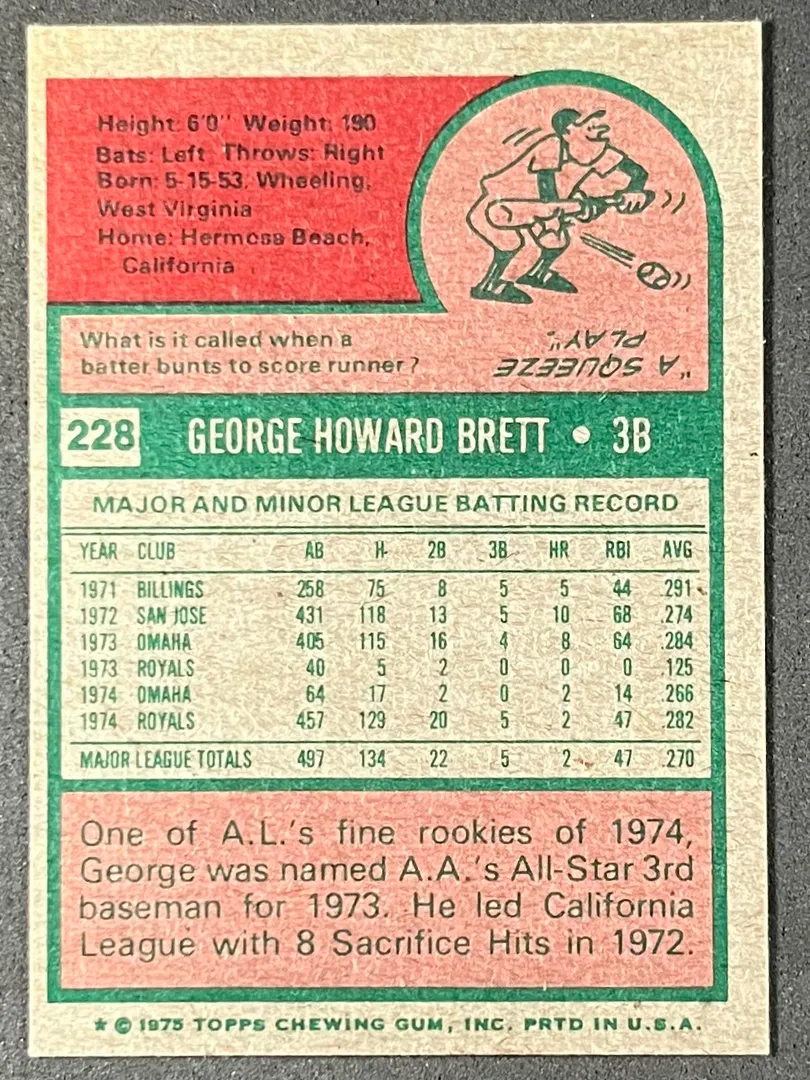 Height: 6'0" Weight: 190
Bats: Left Throws: Right
Born: 5-15-53, Wheeling,
West Virginia
Home: Hermosa Beach,
California
What is it called when a
batter bunts to score runner?
"A SQUEEZE
PLAY".
228 GEORGE HOWARD BRETT • 3B
MAJOR AND MINOR LEAGUE BATTING RECORD
YEAR CLUB AB H 2B 3B HR RBI AVG
1971 BILLINGS 258 75 8 5 5 44 .291
1972 SAN JOSE 431 118 13 5 10 68 .274
1973 OMAHA 405 115 16 4 8 64 .284
1973 ROYALS 40 5 2 0 0 0 .125
1974 OMAHA 64 17 2 0 2 14 .266
1974 ROYALS 457 129 20 5 2 47 .282
MAJOR LEAGUE TOTALS 497 134 22 5 2 47 .270
One of A.L.'s fine rookies of 1974,
George was named A.A.'s All-Star 3rd
baseman for 1973. He led California
League with 8 Sacrifice Hits in 1972.
* © 1975 TOPPS CHEWING GUM, INC. PRTD IN U.S.A.